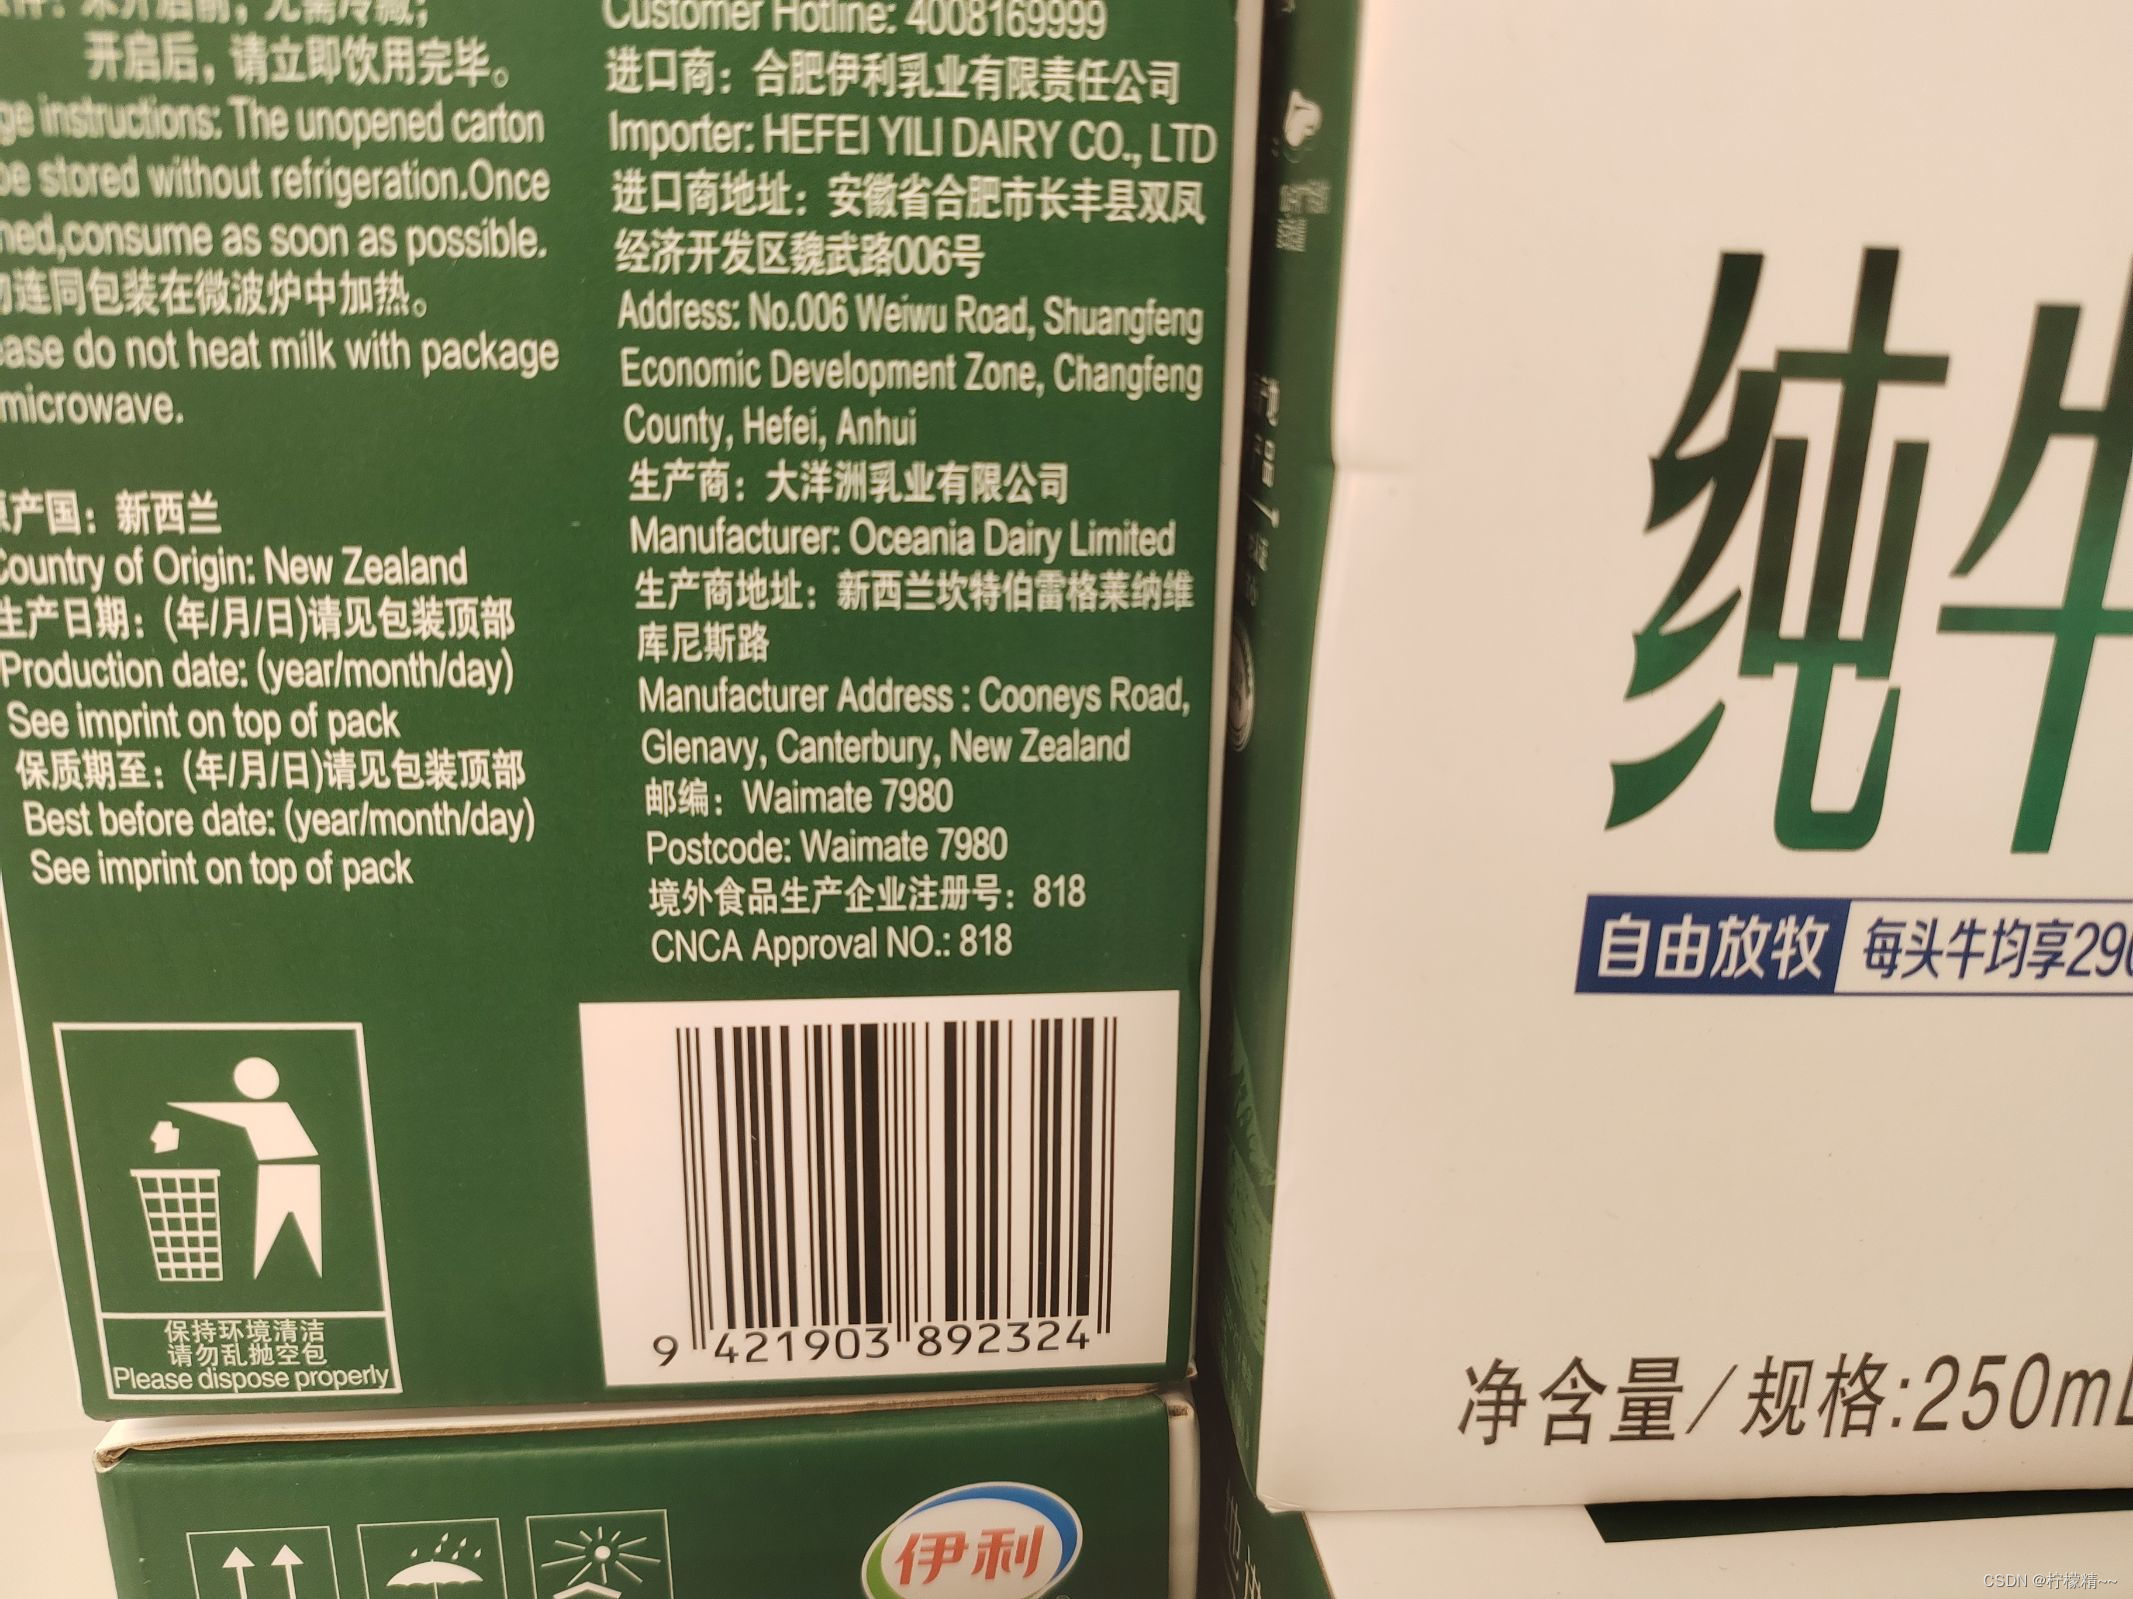 开启后，请立即饮用完毕。
instructions: The unopened carton
be stored without refrigeration.Once
consume as soon as possible.
勿连同包装在微波炉中加热。
do not heat milk with package
microwave.
原产国：新西兰
Country of Origin: New Zealand
生产日期：(年/月/日)请见包装顶部
Production date: (year/month/day)
See imprint on top of pack
保质期至：(年/月/日)请见包装顶部
Best before date: (year/month/day)
See imprint on top of pack
保持环境清洁
请勿乱抛空包
Please dispose properly
Customer Hotline: 4008169999
进口商：合肥伊利乳业有限责任公司
Importer: HEFEI YILI DAIRY CO., LTD
进口商地址：安徽省合肥市长丰县双凤
经济开发区魏武路006号
Address: No.006 Weiwu Road, Shuangfeng
Economic Development Zone, Changfeng
County, Hefei, Anhui
生产商：大洋洲乳业有限公司
Manufacturer: Oceania Dairy Limited
生产商地址：新西兰坎特伯雷格莱纳维
库尼斯路
Manufacturer Address : Cooneys Road,
Glenavy, Canterbury, New Zealand
邮编：Waimate 7980
Postcode: Waimate 7980
境外食品生产企业注册号：818
CNCA Approval NO.: 818
9 421903 892324
伊利
纯牛
自由放牧 每头牛均享290
净含量/规格:250mL
CSDN @柠檬精~~